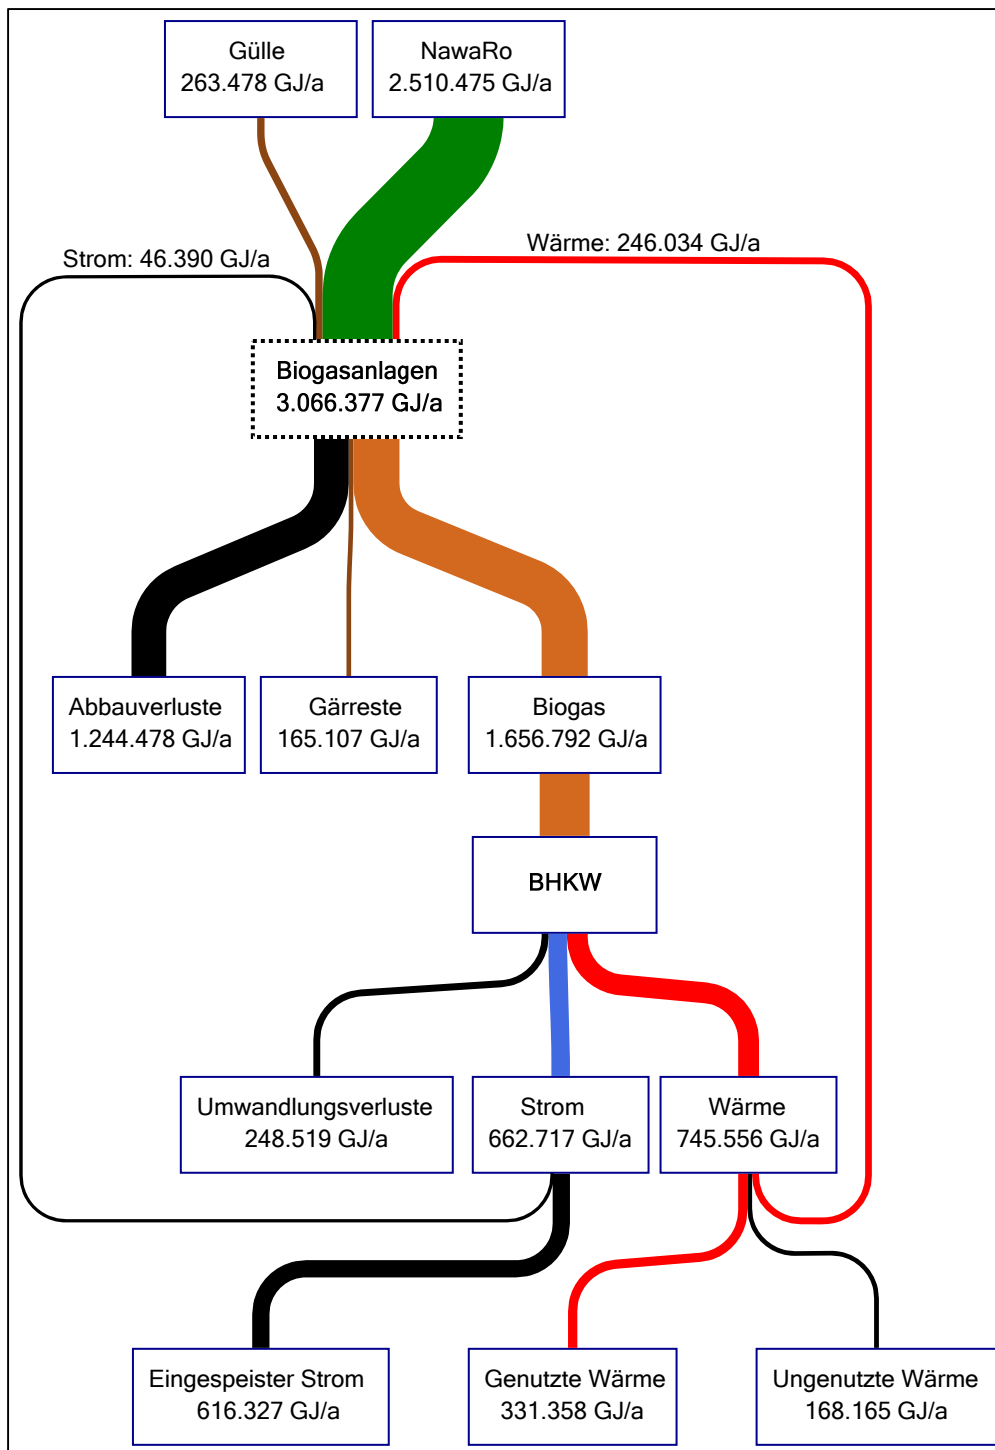 Gülle
263.478 GJ/a
NawaRo
2.510.475 GJ/a
Strom: 46.390 GJ/a
Wärme: 246.034 GJ/a
Biogasanlagen
3.066.377 GJ/a
Abbauverluste
1.244.478 GJ/a
Gärreste
165.107 GJ/a
Biogas
1.656.792 GJ/a
BHKW
Umwandlungsverluste
248.519 GJ/a
Strom
662.717 GJ/a
Wärme
745.556 GJ/a
Eingespeister Strom
616.327 GJ/a
Genutzte Wärme
331.358 GJ/a
Ungenutzte Wärme
168.165 GJ/a